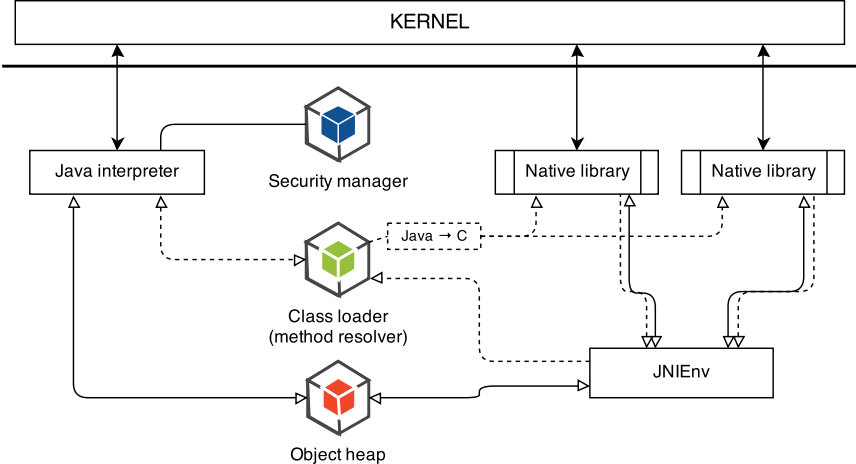 KERNEL
Security manager
Java interpreter
Native library
Native library
Java → C
Class loader
(method resolver)
JNIEnv
Object heap